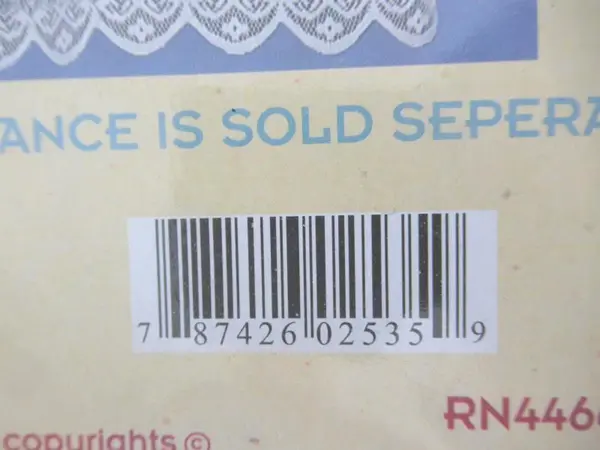 ANCE IS SOLD SEPERA
7 87426 02535 9
RN446
copyrights ©